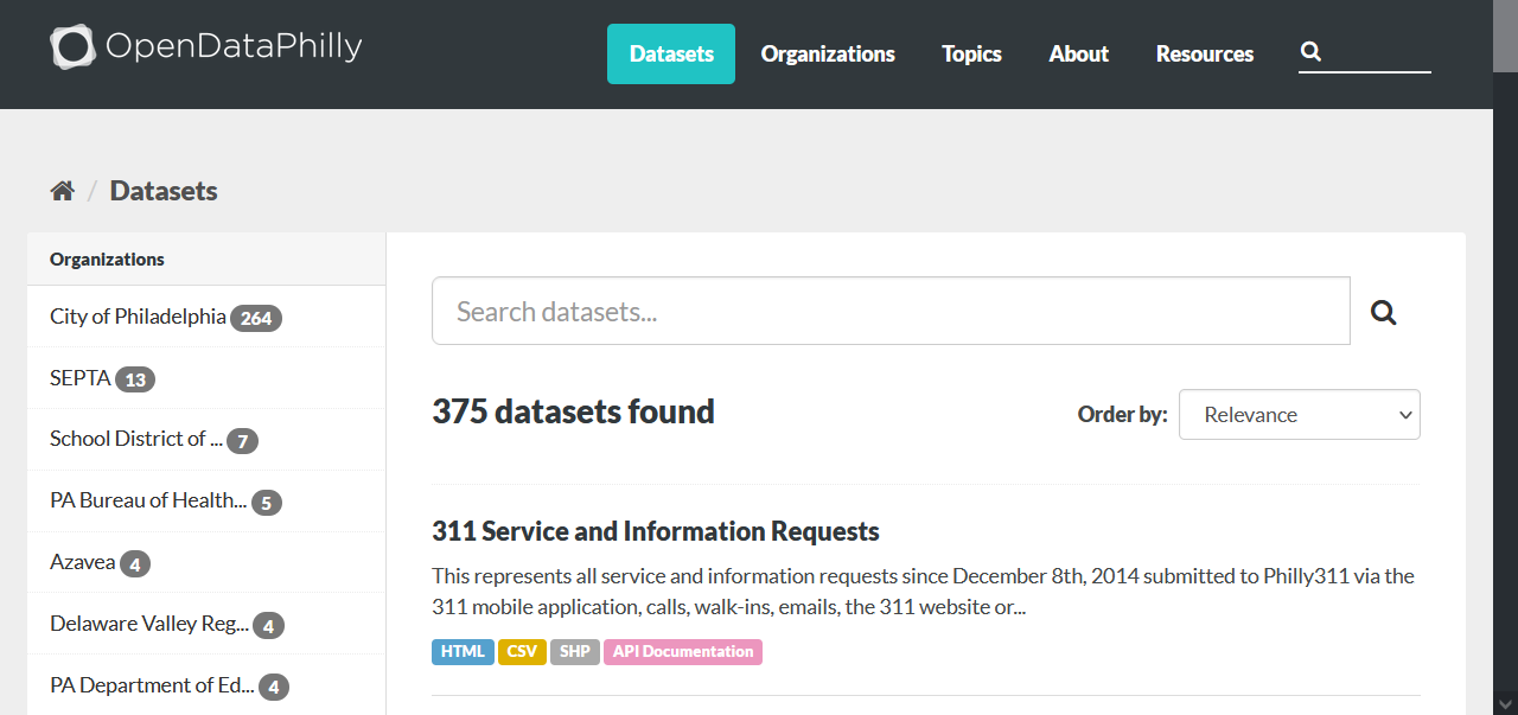 OpenDataPhilly
Datasets
Organizations
Topics
About
Resources
/ Datasets
Organizations
City of Philadelphia 264
SEPTA 13
School District of ... 7
PA Bureau of Health... 5
Azavea 4
Delaware Valley Reg... 4
PA Department of Ed... 4
Search datasets...
375 datasets found
Order by: Relevance
311 Service and Information Requests
This represents all service and information requests since December 8th, 2014 submitted to Philly311 via the
311 mobile application, calls, walk-ins, emails, the 311 website or...
HTML CSV SHP API Documentation